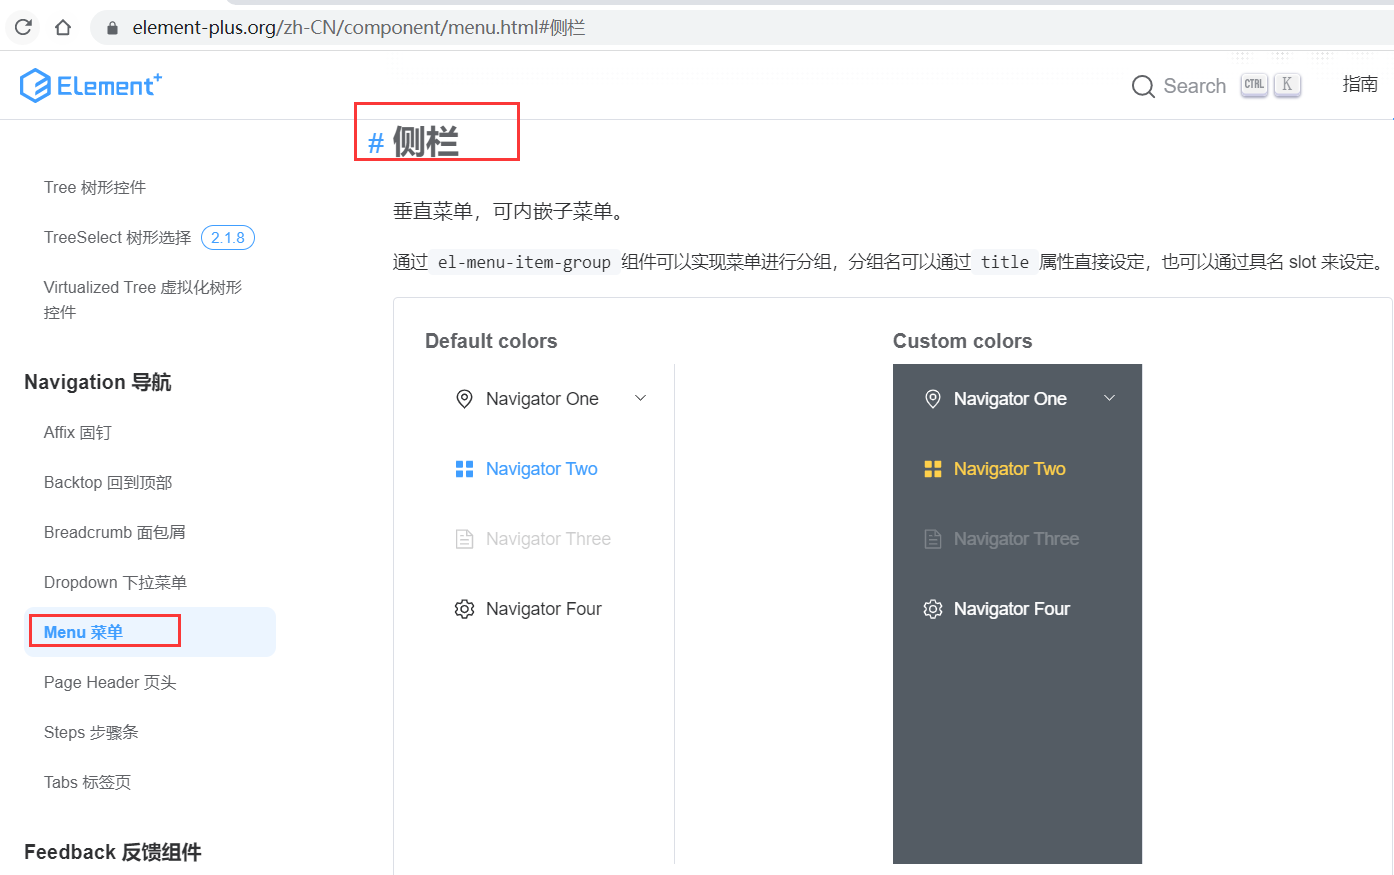 element-plus.org/zh-CN/component/menu.html#侧栏
Element+
Search
CTRL
K
指南
Tree 树形控件
TreeSelect 树形选择
2.1.8
Virtualized Tree 虚拟化树形
控件
Navigation 导航
Affix 固钉
Backtop 回到顶部
Breadcrumb 面包屑
Dropdown 下拉菜单
Menu 菜单
Page Header 页头
Steps 步骤条
Tabs 标签页
Feedback 反馈组件
# 侧栏
垂直菜单，可内嵌子菜单。
通过 el-menu-item-group 组件可以实现菜单进行分组，分组名可以通过 title 属性直接设定，也可以通过具名 slot 来设定。
Default colors
Navigator One
Navigator Two
Navigator Three
Navigator Four
Custom colors
Navigator One
Navigator Two
Navigator Three
Navigator Four